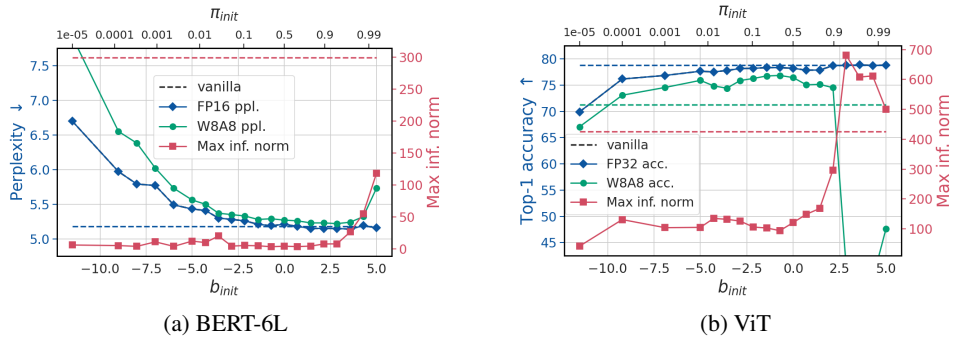 π_init
1e-05 0.0001 0.001 0.01 0.1 0.5 0.9 0.99
Perplexity ↓
7.5
7.0
6.5
6.0
5.5
5.0
vanilla
FP16 ppl.
W8A8 ppl.
Max inf. norm
300
250
200
150
100
50
0
Max inf. norm
−10.0 −7.5 −5.0 −2.5 0.0 2.5 5.0
b_init
(a) BERT-6L
π_init
1e-05 0.0001 0.001 0.01 0.1 0.5 0.9 0.99
Top-1 accuracy ↑
80
75
70
65
60
55
50
45
vanilla
FP32 acc.
W8A8 acc.
Max inf. norm
700
600
500
400
300
200
100
Max inf. norm
−10.0 −7.5 −5.0 −2.5 0.0 2.5 5.0
b_init
(b) ViT